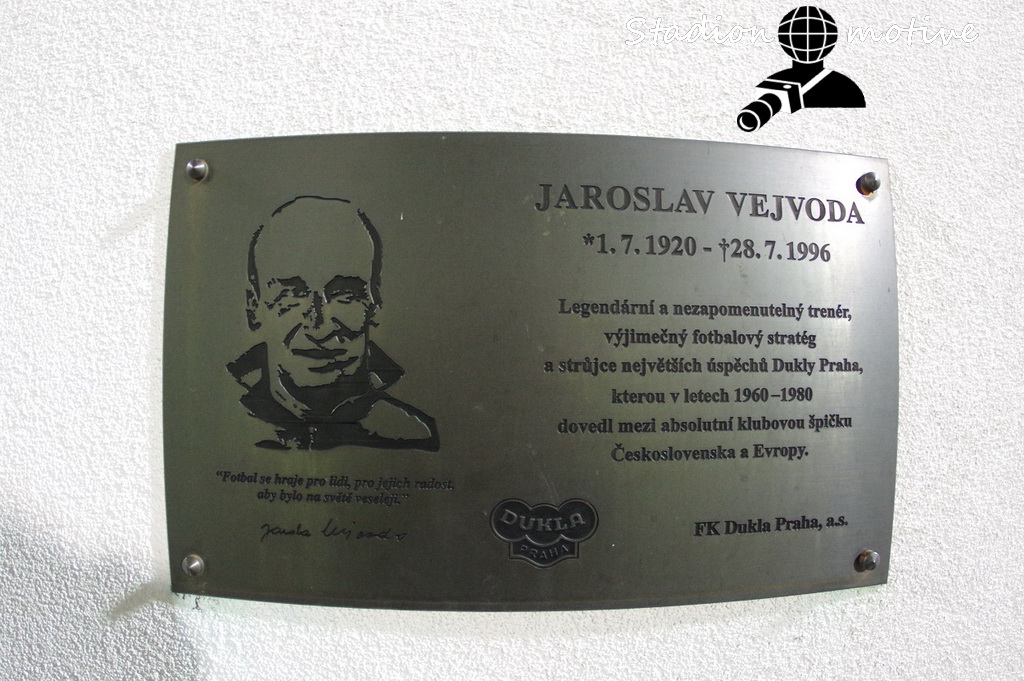 Stadion motive
JAROSLAV VEJVODA
*1. 7. 1920 - †28. 7. 1996
Legendární a nezapomenutelný trenér,
výjimečný fotbalový stratég
a strůjce největších úspěchů Dukly Praha,
kterou v letech 1960–1980
dovedl mezi absolutní klubovou špičku
Československa a Evropy.
“Fotbal se hraje pro lidi, pro jejich radost,
aby bylo na světě veseleji.”
DUKLA
PRAHA
FK Dukla Praha, a.s.